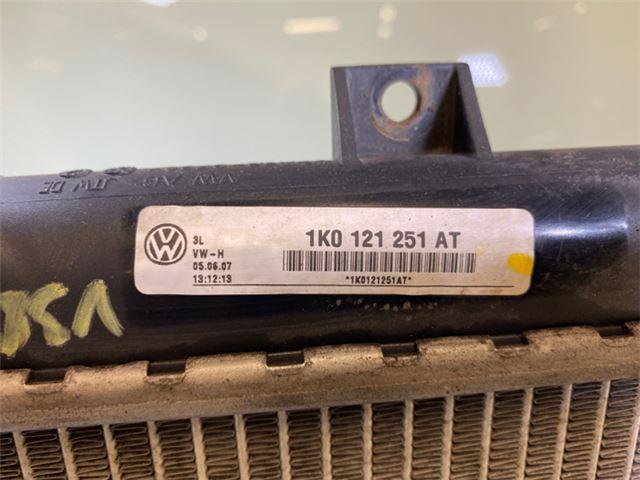 3L
VW-H
05.06.07
13:12:13
1K0 121 251 AT
*1K0121251AT*